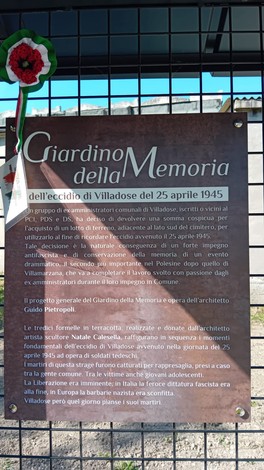 Giardino
della Memoria
dell'eccidio di Villadose del 25 aprile 1945
Un gruppo di ex amministratori comunali di Villadose, iscritti o vicini al
PCI, PDS e DS, ha deciso di devolvere una somma cospicua per
l'acquisto di un lotto di terreno, adiacente al lato sud del cimitero, per
utilizzarlo al fine di ricordare l'eccidio avvenuto il 25 aprile 1945.
Tale decisione è la naturale conseguenza di un forte impegno
antifascista e di conservazione della memoria di un evento
drammatico, il secondo più importante nel Polesine dopo quello di
Villamarzana, che va a completare il lavoro svolto con passione dagli
ex amministratori durante il loro impegno in Comune.
Il progetto generale del Giardino della Memoria è opera dell'architetto
Guido Pietropoli.
Le tredici formelle in terracotta, realizzate e donate dall'architetto
artista scultore Natale Calesella, raffigurano in sequenza i momenti
fondamentali dell'eccidio di Villadose avvenuto nella giornata del 25
aprile 1945 ad opera di soldati tedeschi.
I martiri di questa strage furono catturati per rappresaglia, presi a caso
tra la gente comune. Tra le vittime anche giovani adolescenti.
La Liberazione era imminente; in Italia la feroce dittatura fascista era
alla fine, in Europa la barbarie nazista era sconfitta.
Villadose però quel giorno pianse i suoi martiri.